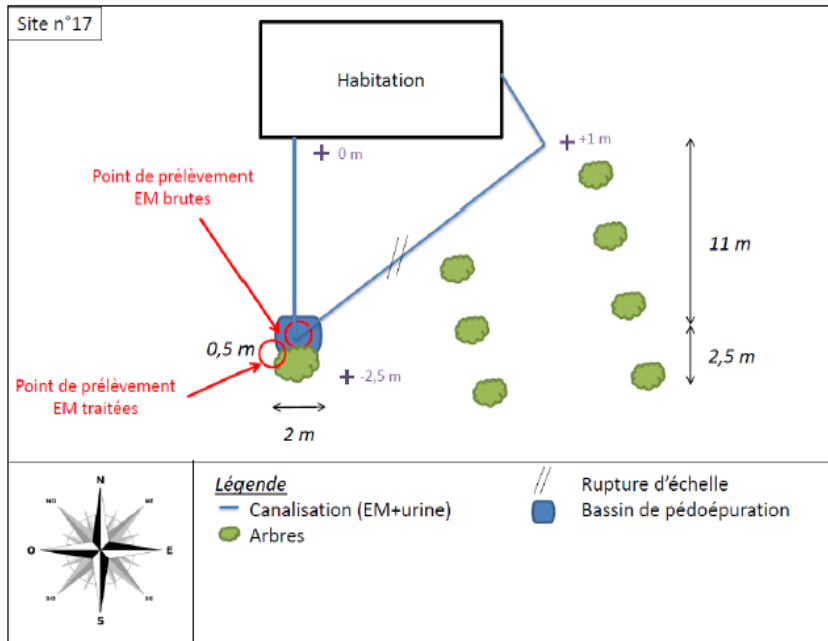 Site n°17
Habitation
0 m
+1 m
Point de prélèvement
EM brutes
11 m
0,5 m
2,5 m
-2,5 m
Point de prélèvement
EM traitées
2 m
N
NO
NE
O
E
SO
SE
S
Légende
Canalisation (EM+urine)
Arbres
Rupture d'échelle
Bassin de pédoépuration